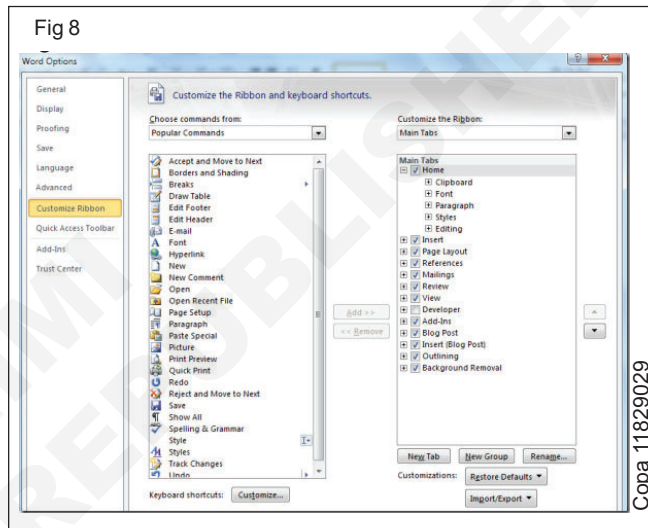 Fig 8
Word Options
General
Display
Proofing
Save
Language
Advanced
Customize Ribbon
Quick Access Toolbar
Add-Ins
Trust Center
Customize the Ribbon and keyboard shortcuts.
Choose commands from:
Popular Commands
Accept and Move to Next
Borders and Shading
Breaks
Draw Table
Edit Footer
Edit Header
E-mail
Font
Hyperlink
New
New Comment
Open
Open Recent File
Page Setup
Paragraph
Paste Special
Picture
Print Preview
Quick Print
Redo
Reject and Move to Next
Save
Show All
Spelling & Grammar
Style
Styles
Track Changes
Undo
Keyboard shortcuts: Customize...
Add >>
<< Remove
Customize the Ribbon:
Main Tabs
Main Tabs
Home
Clipboard
Font
Paragraph
Styles
Editing
Insert
Page Layout
References
Mailings
Review
View
Developer
Add-Ins
Blog Post
Insert (Blog Post)
Outlining
Background Removal
New Tab New Group Rename...
Customizations: Restore Defaults
Import/Export
Copa 11829029